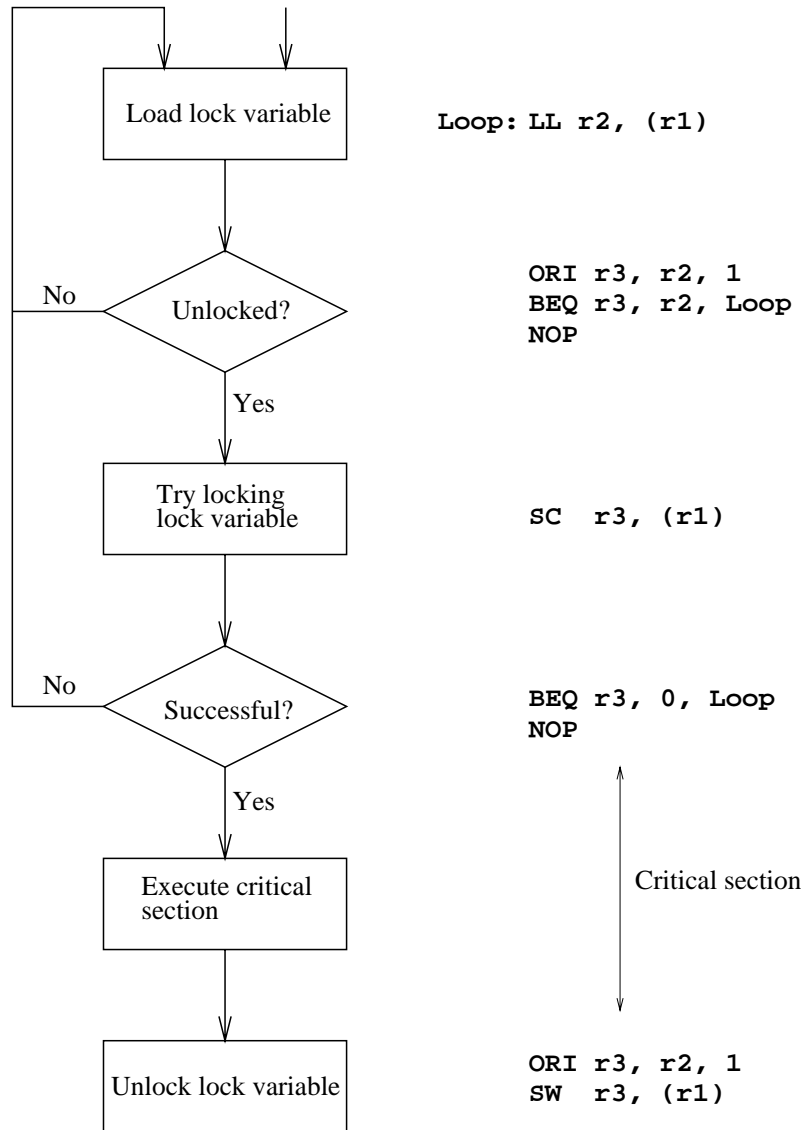 Load lock variable
Loop: LL r2, (r1)
Unlocked?
No
ORI r3, r2, 1
BEQ r3, r2, Loop
NOP
Yes
Try locking
lock variable
SC r3, (r1)
Successful?
No
BEQ r3, 0, Loop
NOP
Yes
Execute critical
section
Critical section
Unlock lock variable
ORI r3, r2, 1
SW r3, (r1)